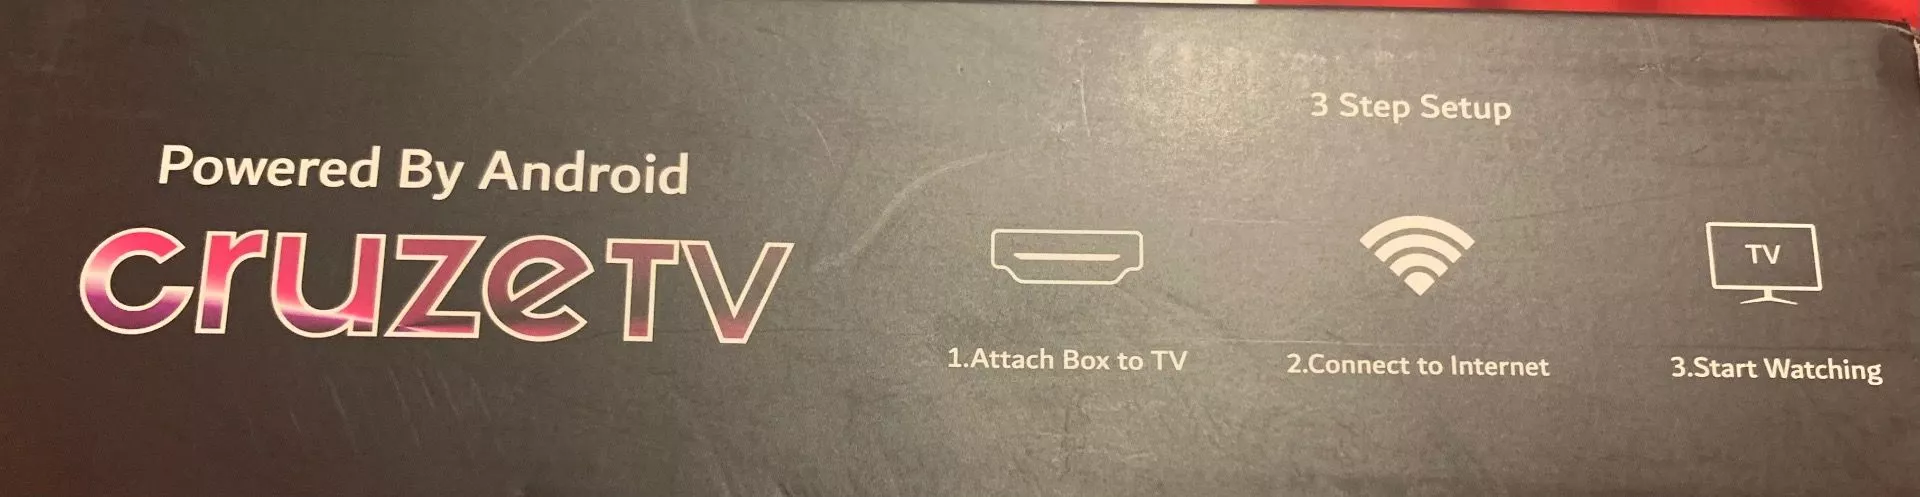 Powered By Android
cruzeTV
3 Step Setup
TV
1.Attach Box to TV
2.Connect to Internet
3.Start Watching